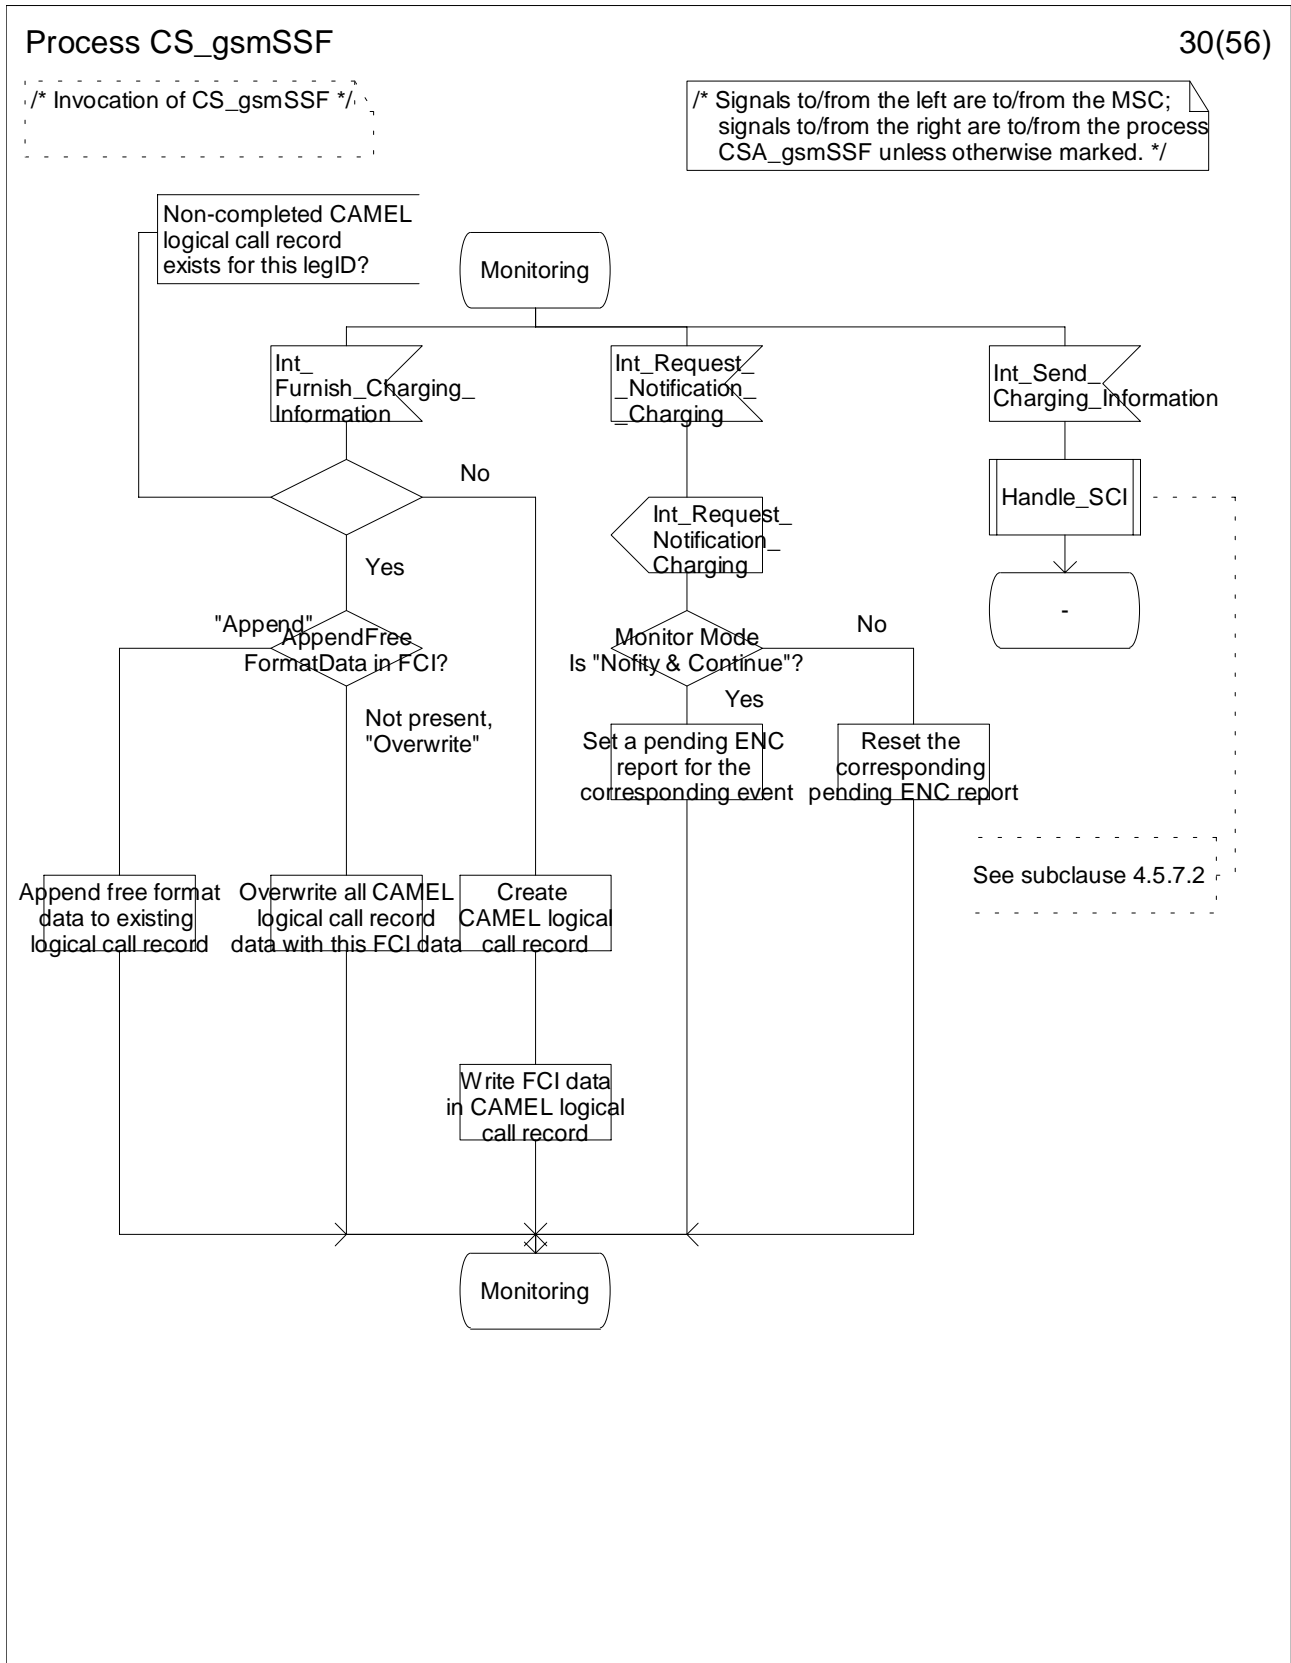 Process CS_gsmSSF
30(56)
/* Invocation of CS_gsmSSF */
/* Signals to/from the left are to/from the MSC;
signals to/from the right are to/from the process
CSA_gsmSSF unless otherwise marked. */
Non-completed CAMEL
logical call record
exists for this legID?
Monitoring
Int_
Furnish_Charging_
Information
Int_Request_
_Notification_
_Charging
Int_Send_
Charging_Information
No
Int_Request_
Notification_
Charging
Handle_SCI
Yes
"Append"
AppendFree
FormatData in FCI?
Monitor Mode
Is "Nofity & Continue"?
No
-
Not present,
"Overwrite"
Yes
Set a pending ENC
report for the
corresponding event
Reset the
corresponding
pending ENC report
See subclause 4.5.7.2
Append free format
data to existing
logical call record
Overwrite all CAMEL
logical call record
data with this FCI data
Create
CAMEL logical
call record
Write FCI data
in CAMEL logical
call record
Monitoring